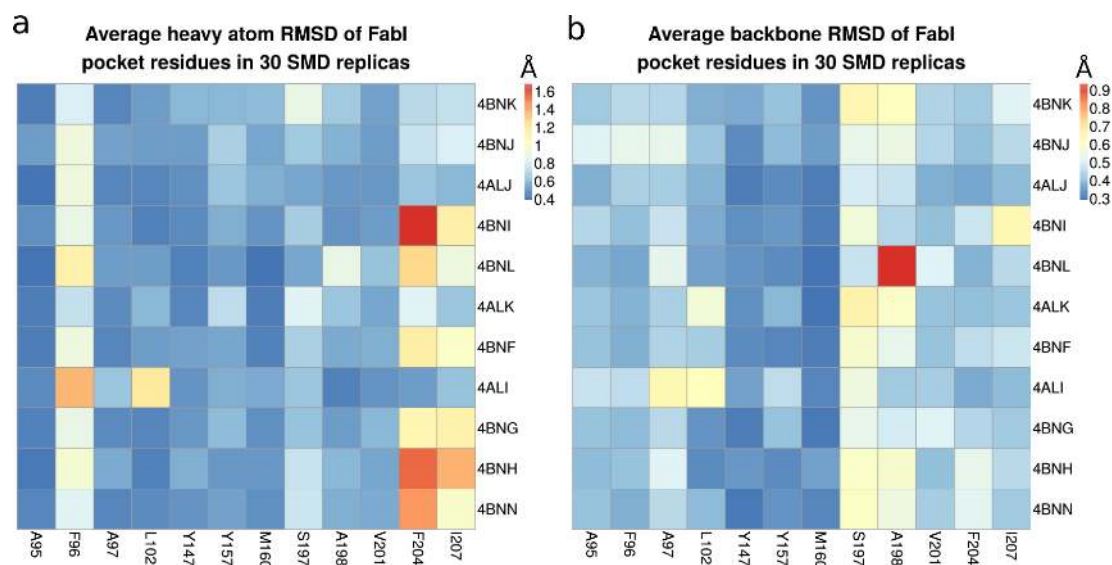 a
Average heavy atom RMSD of FabI
pocket residues in 30 SMD replicas
Å
1.6
1.4
1.2
1
0.8
0.6
0.4
4BNK
4BNJ
4ALJ
4BNI
4BNL
4ALK
4BNF
4ALI
4BNG
4BNH
4BNN
A95
F96
A97
L102
Y147
Y157
M160
S197
A198
V201
F204
I207
b
Average backbone RMSD of FabI
pocket residues in 30 SMD replicas
Å
0.9
0.8
0.7
0.6
0.5
0.4
0.3
4BNK
4BNJ
4ALJ
4BNI
4BNL
4ALK
4BNF
4ALI
4BNG
4BNH
4BNN
A95
F96
A97
L102
Y147
Y157
M160
S197
A198
V201
F204
I207